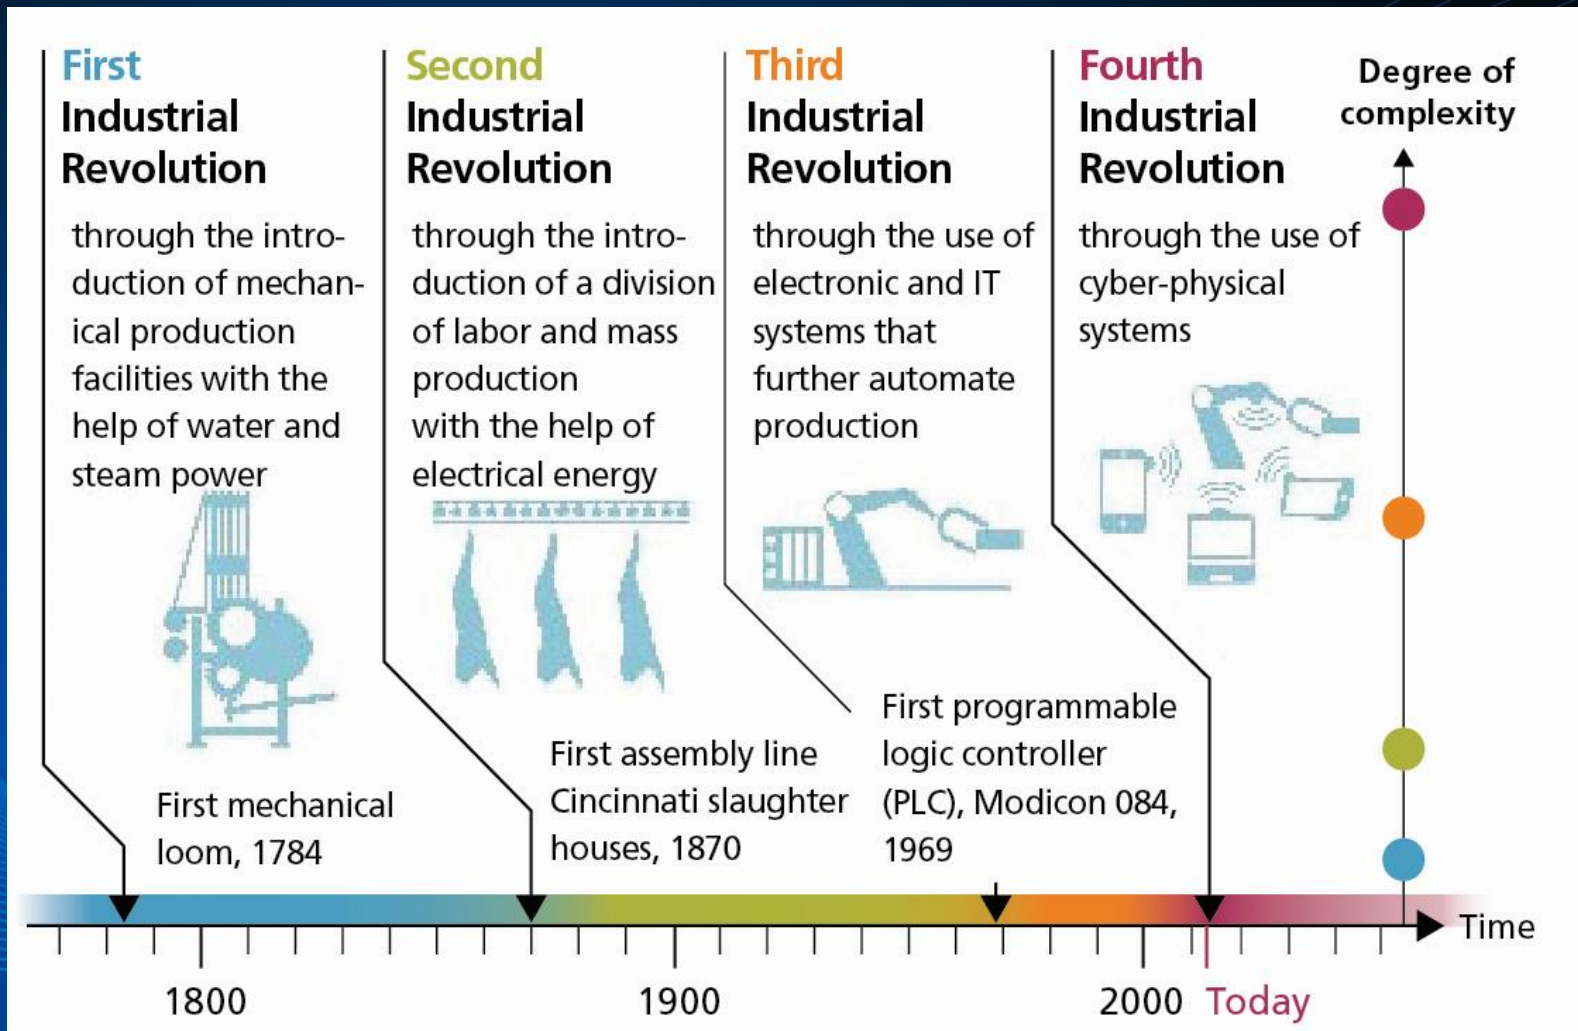 First
Industrial
Revolution
through the intro-
duction of mechan-
ical production
facilities with the
help of water and
steam power
First mechanical
loom, 1784
Second
Industrial
Revolution
through the intro-
duction of a division
of labor and mass
production
with the help of
electrical energy
First assembly line
Cincinnati slaughter
houses, 1870
Third
Industrial
Revolution
through the use of
electronic and IT
systems that
further automate
production
First programmable
logic controller
(PLC), Modicon 084,
1969
Fourth
Industrial
Revolution
through the use of
cyber-physical
systems
Degree of
complexity
Time
1800
1900
2000
Today